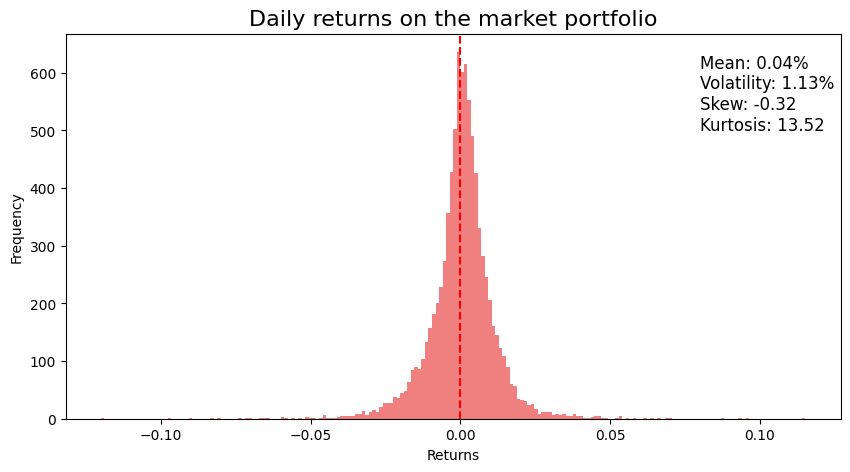 Daily returns on the market portfolio
Mean: 0.04%
Volatility: 1.13%
Skew: -0.32
Kurtosis: 13.52
Frequency
600
500
400
300
200
100
0
−0.10
−0.05
0.00
0.05
0.10
Returns